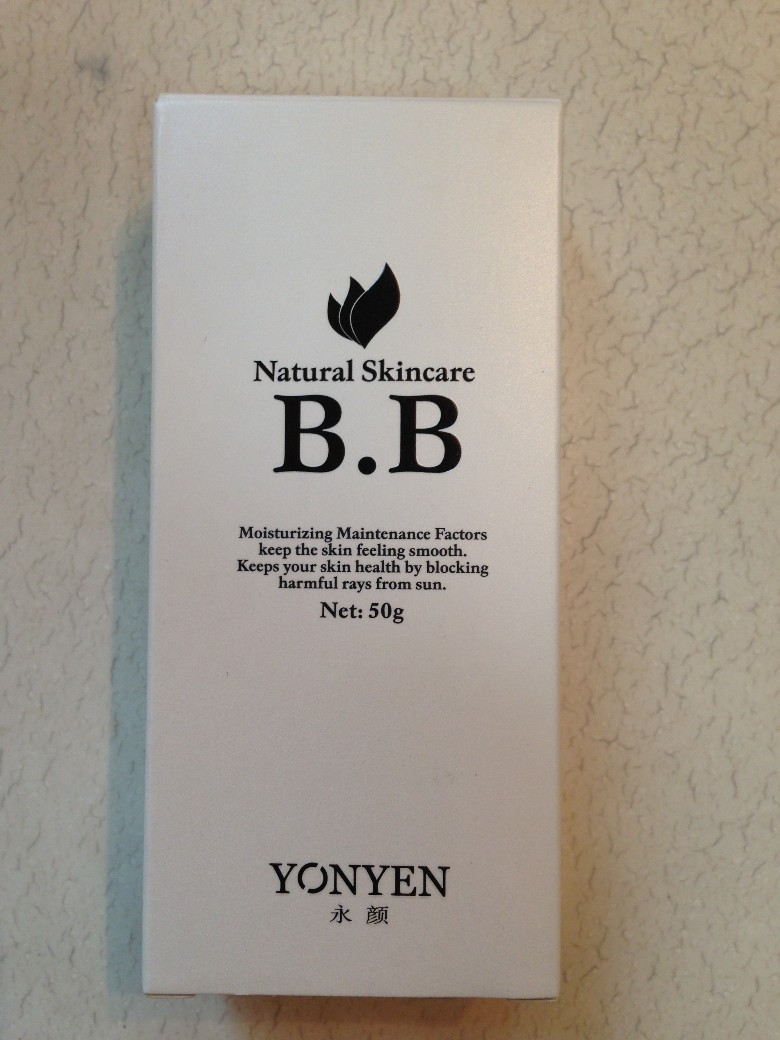 Natural Skincare
B.B
Moisturizing Maintenance Factors
keep the skin feeling smooth.
Keeps your skin health by blocking
harmful rays from sun.
Net: 50g
YONYEN
永颜